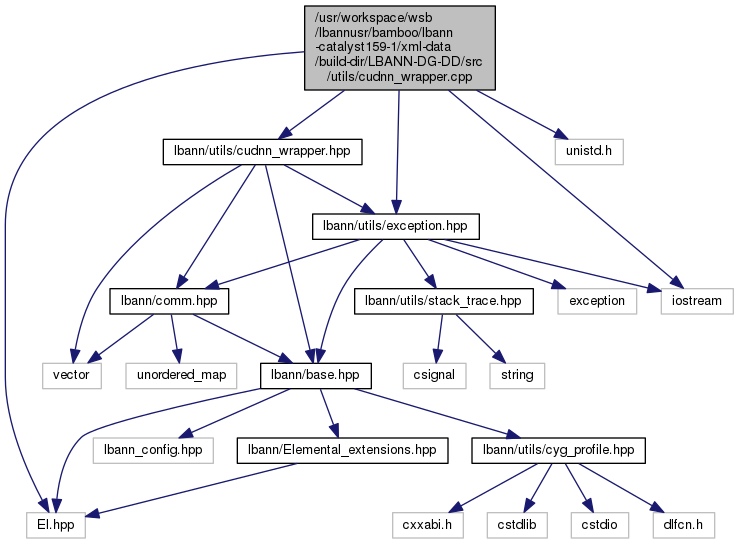 /usr/workspace/wsb
/lbannusr/bamboo/lbann
-catalyst159-1/xml-data
/build-dir/LBANN-DG-DD/src
/utils/cudnn_wrapper.cpp
lbann/utils/cudnn_wrapper.hpp
unistd.h
lbann/utils/exception.hpp
lbann/comm.hpp
lbann/utils/stack_trace.hpp
exception
iostream
vector
unordered_map
lbann/base.hpp
csignal
string
lbann_config.hpp
lbann/Elemental_extensions.hpp
lbann/utils/cyg_profile.hpp
El.hpp
cxxabi.h
cstdlib
cstdio
dlfcn.h